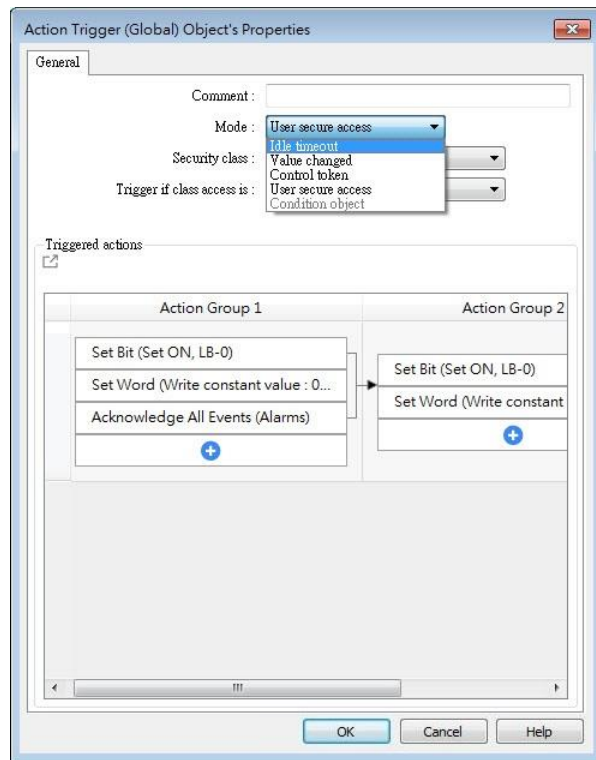 Action Trigger (Global) Object's Properties
General
Comment :
Mode : User secure access
Idle timeout
Security class : Value changed
Control token
Trigger if class access is : User secure access
Condition object
Triggered actions
Action Group 1 Action Group 2
Set Bit (Set ON, LB-0)
Set Word (Write constant value : 0...
Acknowledge All Events (Alarms)
Set Bit (Set ON, LB-0)
Set Word (Write constant
OK Cancel Help